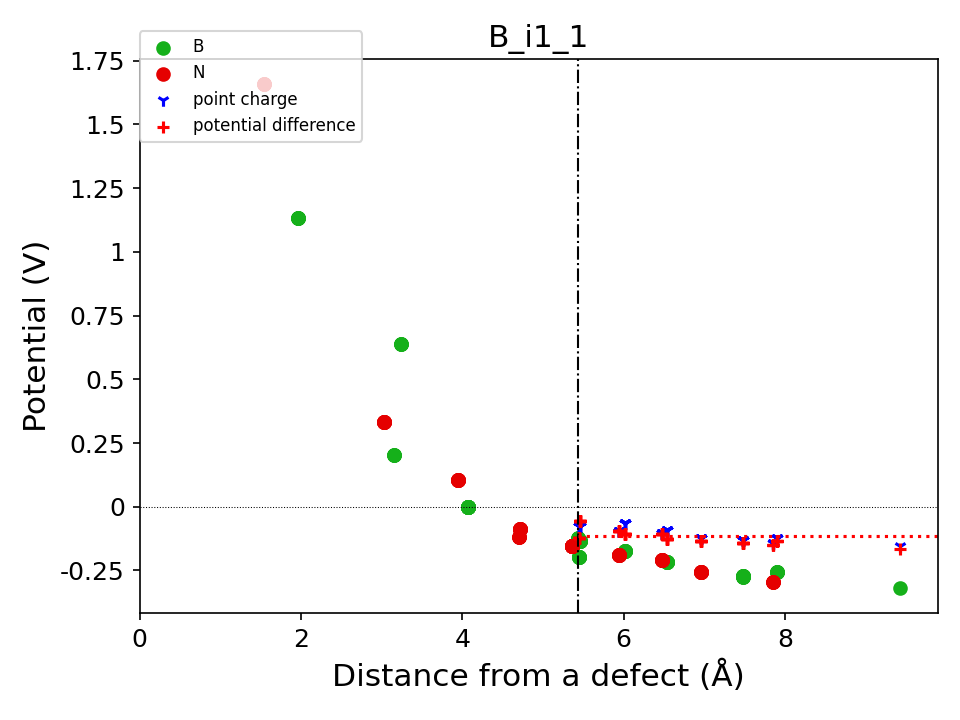 B_i1_1
B
N
point charge
potential difference
1.75
1.5
1.25
1
0.75
0.5
0.25
0
-0.25
Potential (V)
0
2
4
6
8
Distance from a defect (Å)